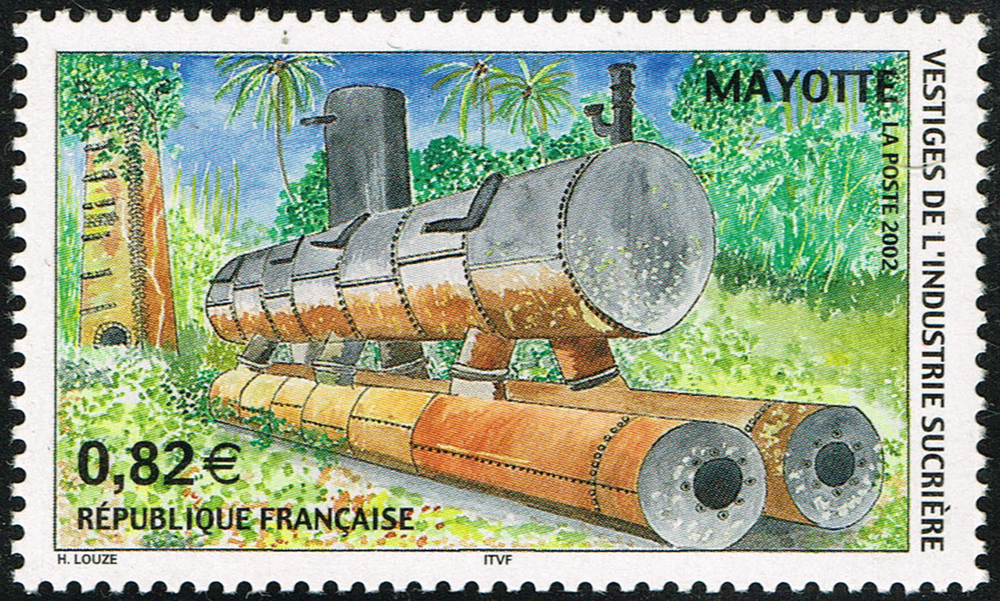 MAYOTTE
LA POSTE 2002
VESTIGES DE L'INDUSTRIE SUCRIÈRE
0,82€
RÉPUBLIQUE FRANÇAISE
H. LOUZE
ITVF